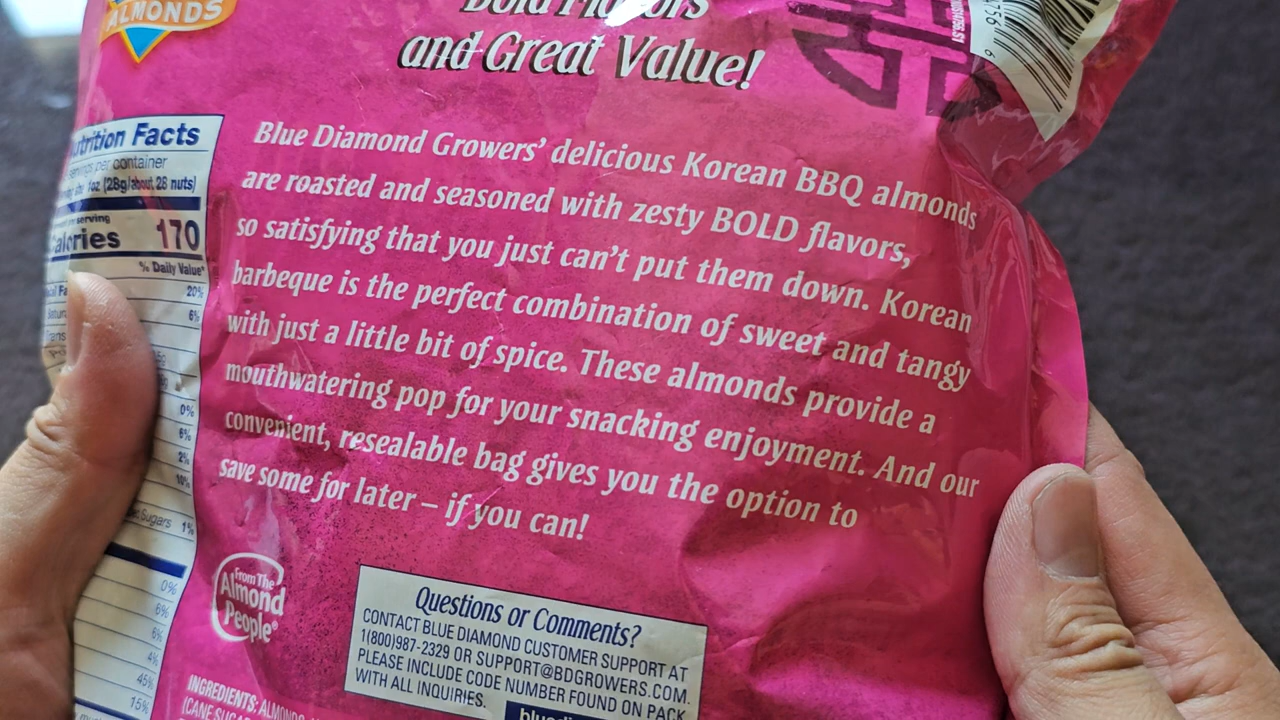 ALMONDS
Bold Flavors
and Great Value!
Nutrition Facts
servings per container
1oz (28g/about 28 nuts)
per serving
Calories 170
% Daily Value*
20%
6%
0%
6%
2%
10%
Sugars 1%
0%
6%
6%
4%
45%
15%
Blue Diamond Growers' delicious Korean BBQ almonds
are roasted and seasoned with zesty BOLD flavors,
so satisfying that you just can't put them down. Korean
barbeque is the perfect combination of sweet and tangy
with just a little bit of spice. These almonds provide a
mouthwatering pop for your snacking enjoyment. And our
convenient, resealable bag gives you the option to
save some for later – if you can!
From The
Almond
People®
Questions or Comments?
CONTACT BLUE DIAMOND CUSTOMER SUPPORT AT
1(800)987-2329 OR SUPPORT@BDGROWERS.COM.
PLEASE INCLUDE CODE NUMBER FOUND ON PACK
WITH ALL INQUIRIES.
INGREDIENTS: ALMONDS,
(CANE SUGAR